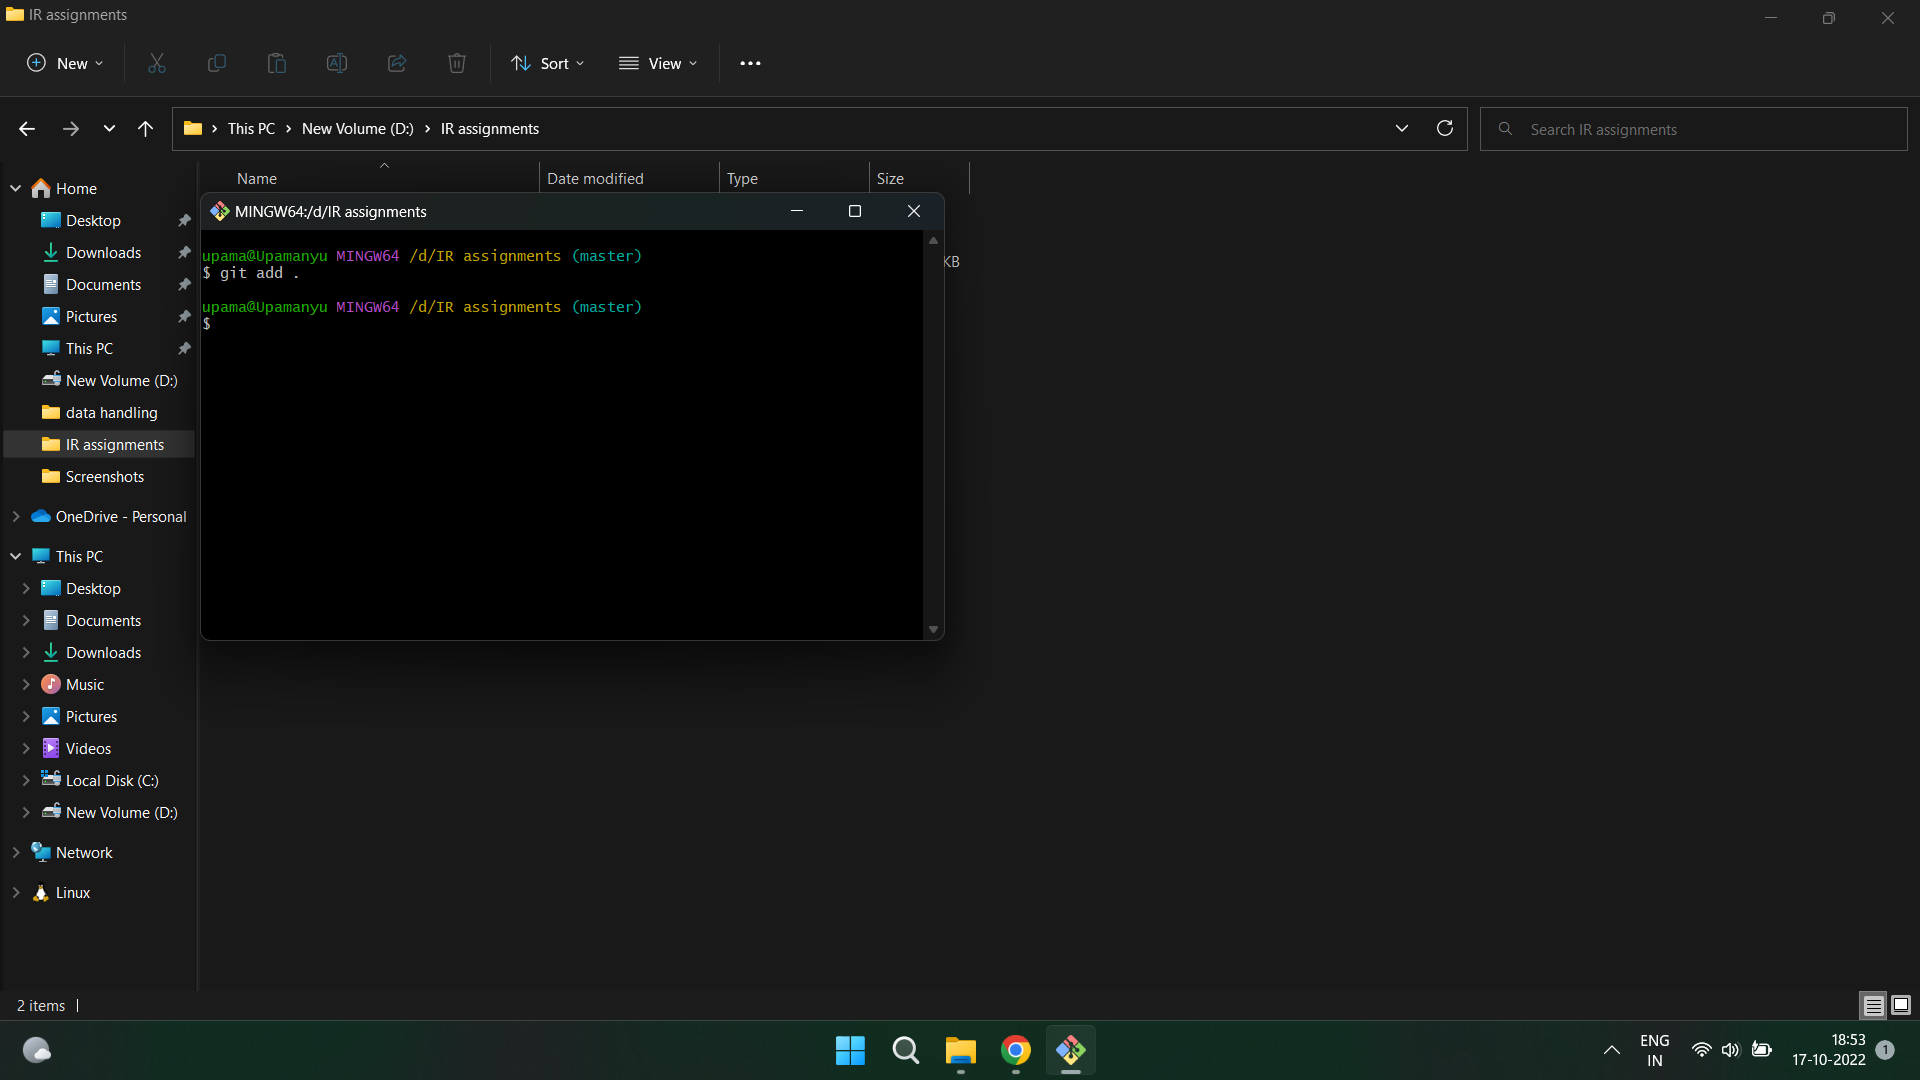 IR assignments
New
Sort
View
This PC
New Volume (D:)
IR assignments
Search IR assignments
Name
Date modified
Type
Size
KB
Home
Desktop
Downloads
Documents
Pictures
This PC
New Volume (D:)
data handling
IR assignments
Screenshots
OneDrive - Personal
This PC
Desktop
Documents
Downloads
Music
Pictures
Videos
Local Disk (C:)
New Volume (D:)
Network
Linux
MINGW64:/d/IR assignments
upama@Upamanyu MINGW64 /d/IR assignments (master)
$ git add .
upama@Upamanyu MINGW64 /d/IR assignments (master)
$
2 items
ENG
IN
18:53
17-10-2022
1